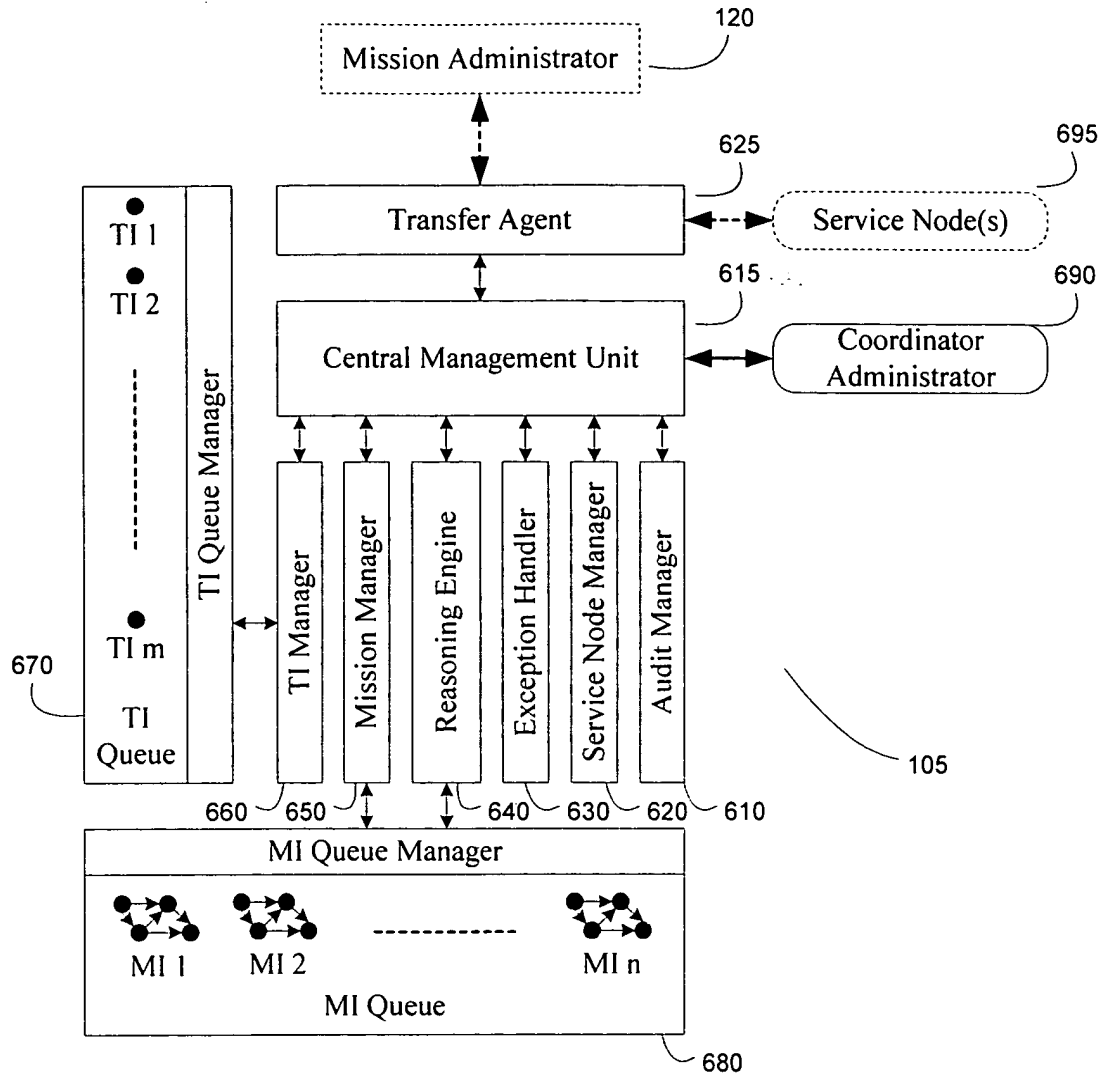 120
Mission Administrator
625
695
Transfer Agent
Service Node(s)
TI 1
TI 2
615
690
Central Management Unit
Coordinator
Administrator
TI Queue Manager
TI m
670
TI
Queue
TI Manager
Mission Manager
Reasoning Engine
Exception Handler
Service Node Manager
Audit Manager
105
660
650
640
630
620
610
MI Queue Manager
MI 1
MI 2
MI n
MI Queue
680